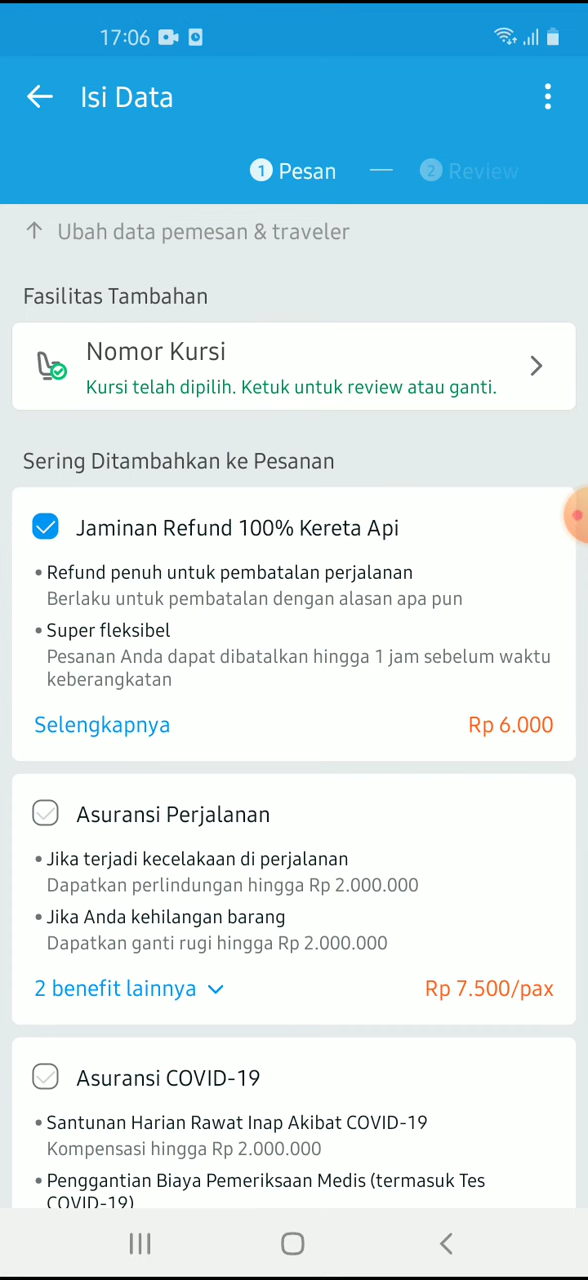 17:06
Isi Data
1 Pesan — 2 Review
Ubah data pemesan & traveler
Fasilitas Tambahan
Nomor Kursi
Kursi telah dipilih. Ketuk untuk review atau ganti.
Sering Ditambahkan ke Pesanan
Jaminan Refund 100% Kereta Api
• Refund penuh untuk pembatalan perjalanan
Berlaku untuk pembatalan dengan alasan apa pun
• Super fleksibel
Pesanan Anda dapat dibatalkan hingga 1 jam sebelum waktu
keberangkatan
Selengkapnya Rp 6.000
Asuransi Perjalanan
• Jika terjadi kecelakaan di perjalanan
Dapatkan perlindungan hingga Rp 2.000.000
• Jika Anda kehilangan barang
Dapatkan ganti rugi hingga Rp 2.000.000
2 benefit lainnya Rp 7.500/pax
Asuransi COVID-19
• Santunan Harian Rawat Inap Akibat COVID-19
Kompensasi hingga Rp 2.000.000
• Penggantian Biaya Pemeriksaan Medis (termasuk Tes
COVID-19)